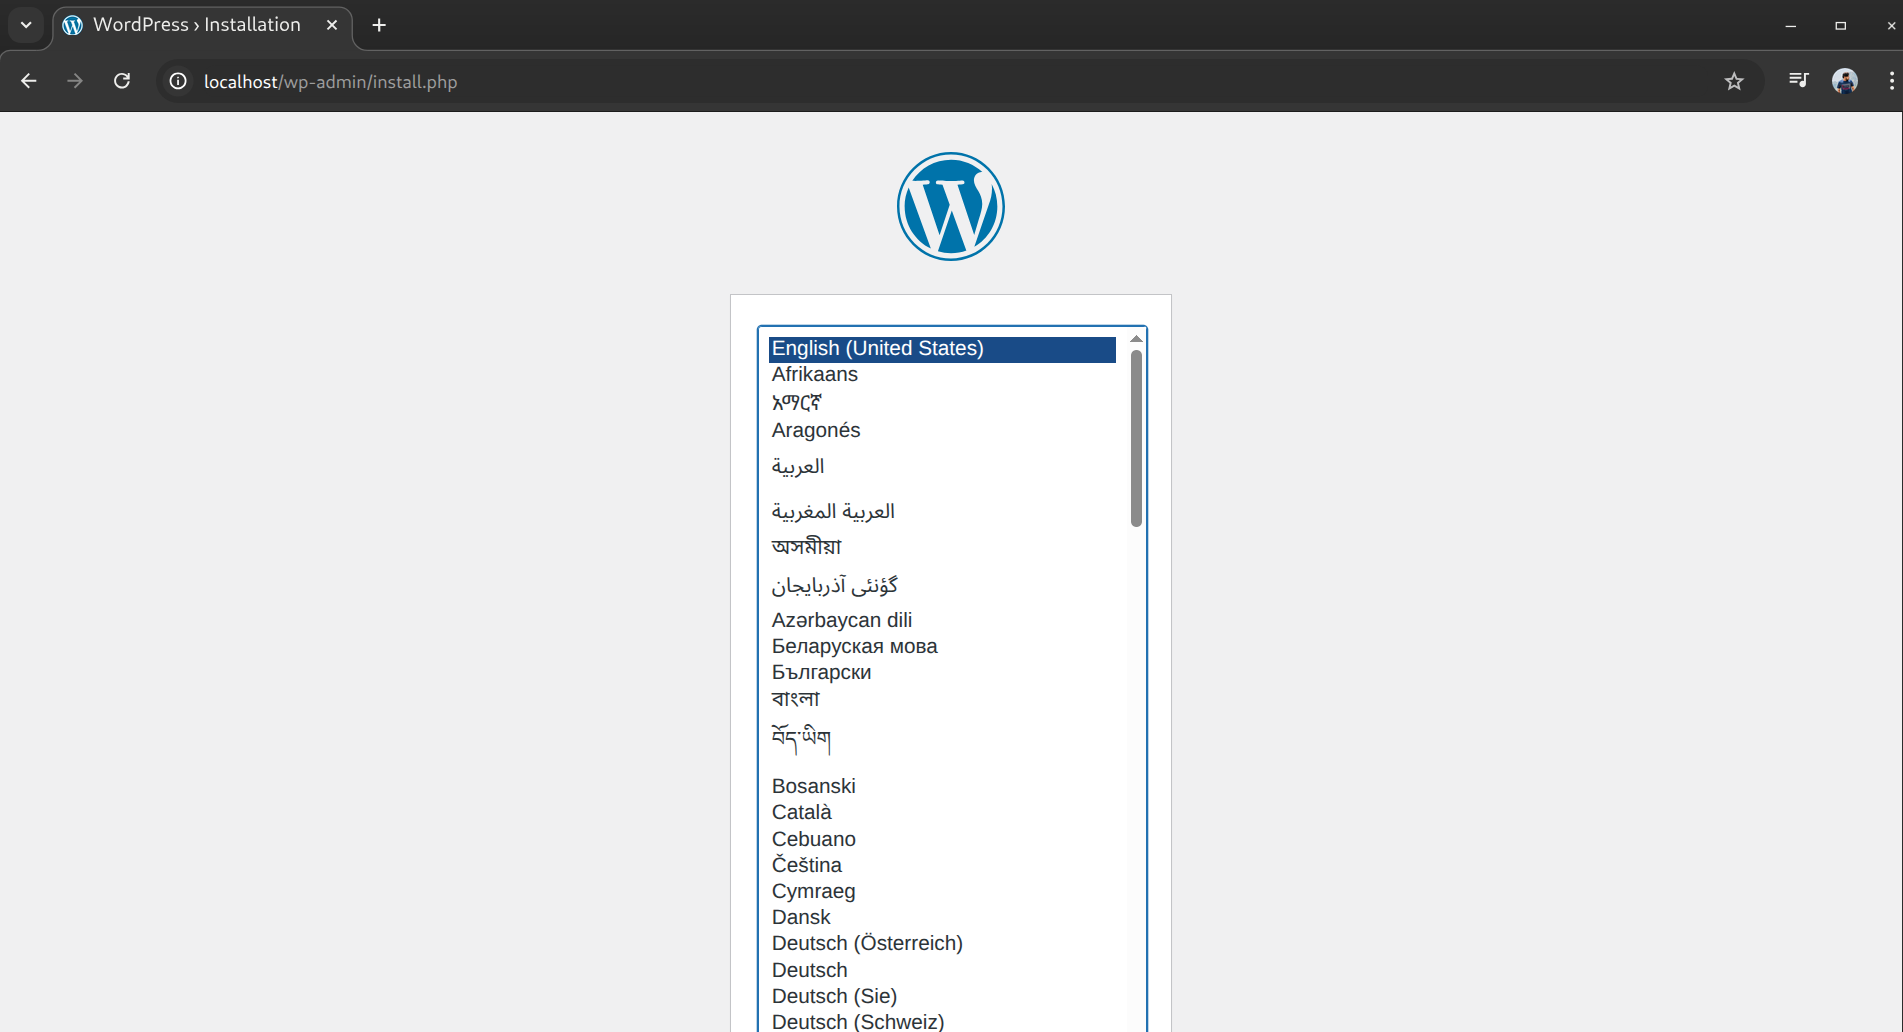 WordPress › Installation
localhost/wp-admin/install.php
English (United States)
Afrikaans
አማርኛ
Aragonés
العربية
العربية المغربية
অসমীয়া
گؤنئی آذربایجان
Azərbaycan dili
Беларуская мова
Български
বাংলা
བོད་ཡིག
Bosanski
Català
Cebuano
Čeština
Cymraeg
Dansk
Deutsch (Österreich)
Deutsch
Deutsch (Sie)
Deutsch (Schweiz)